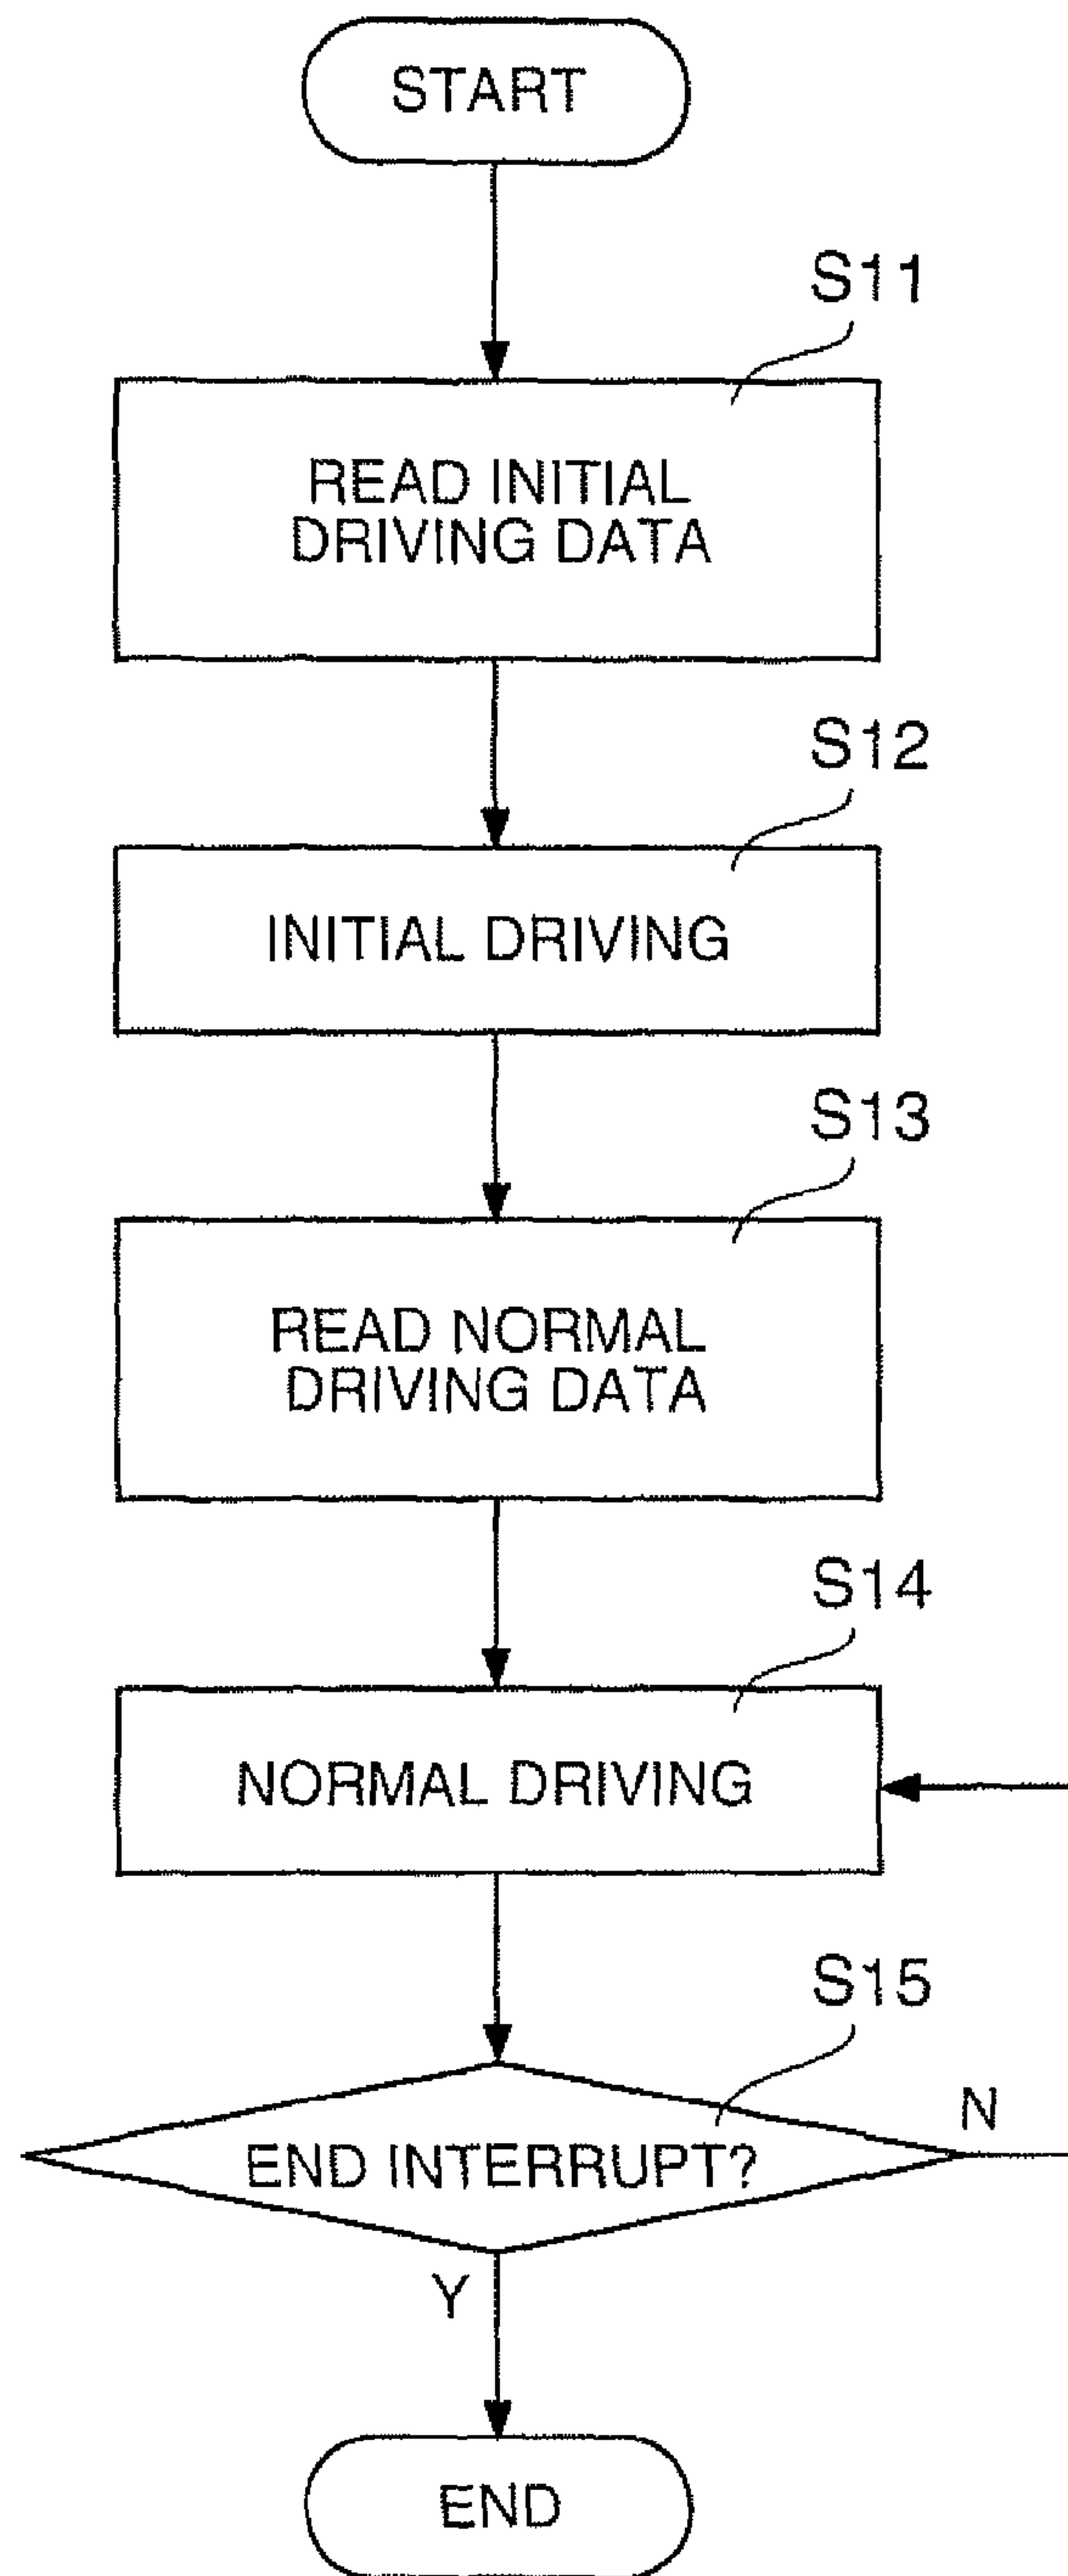 START
S11
READ INITIAL
DRIVING DATA
S12
INITIAL DRIVING
S13
READ NORMAL
DRIVING DATA
S14
NORMAL DRIVING
S15
END INTERRUPT?
N
Y
END